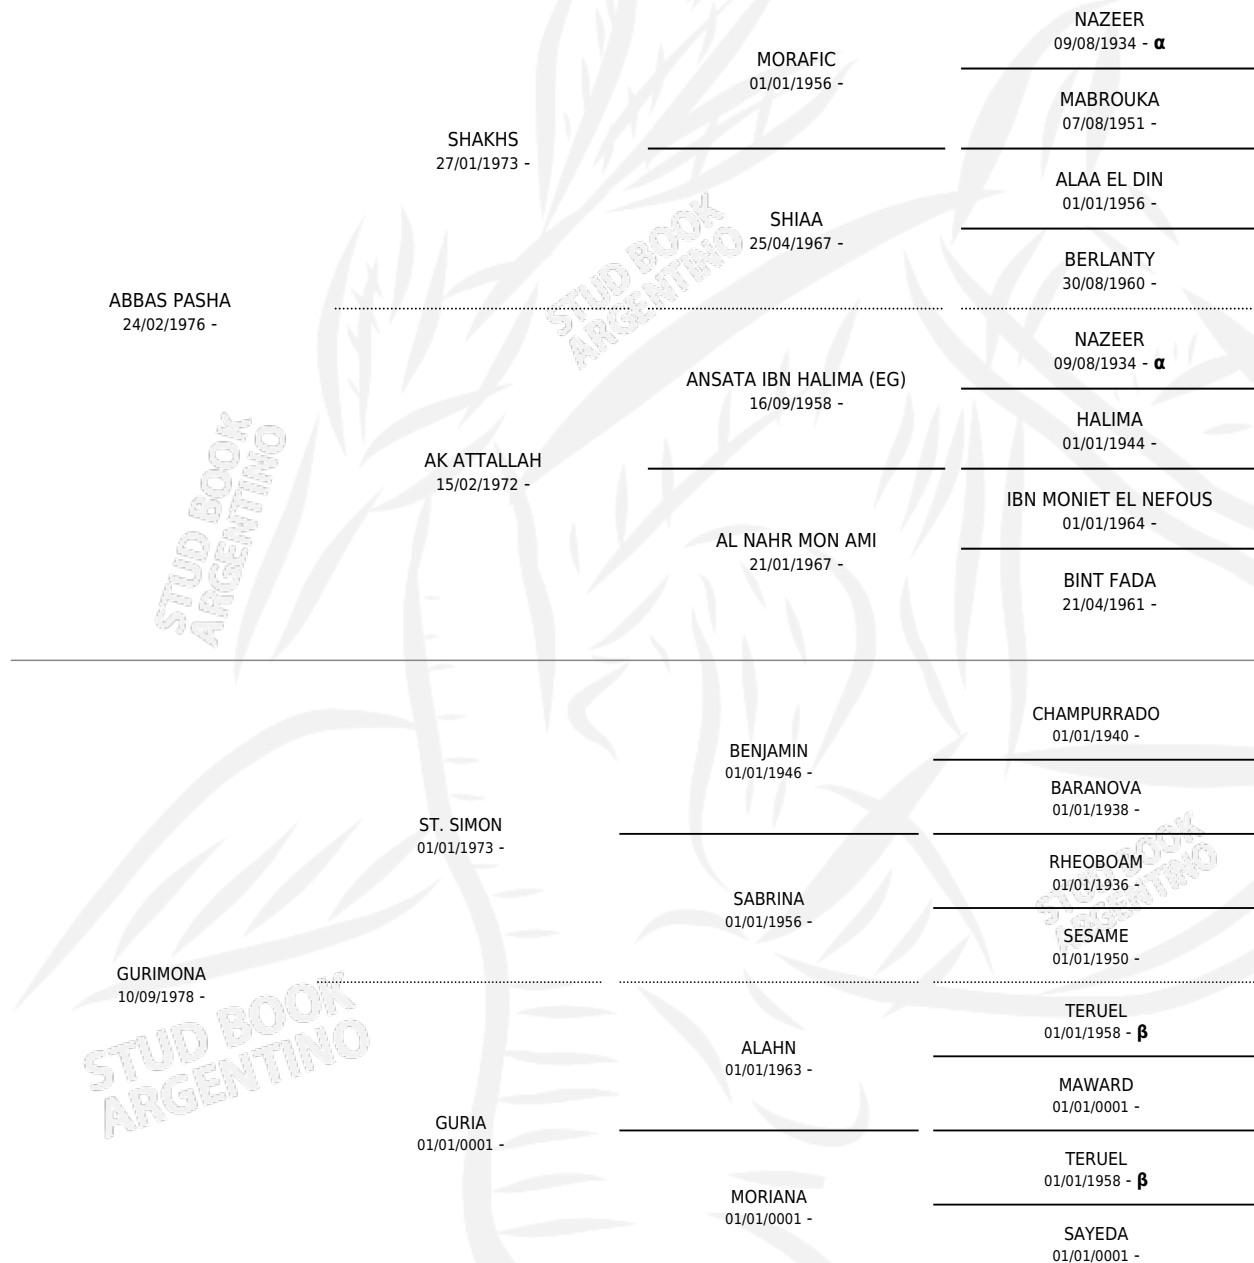 NAZEER
09/08/1934 - α
MORAFIC
01/01/1956 -
MABROUKA
07/08/1951 -
SHAKHS
27/01/1973 -
ALAA EL DIN
01/01/1956 -
SHIAA
25/04/1967 -
BERLANTY
30/08/1960 -
ABBAS PASHA
24/02/1976 -
NAZEER
09/08/1934 - α
ANSATA IBN HALIMA (EG)
16/09/1958 -
HALIMA
01/01/1944 -
AK ATTALLAH
15/02/1972 -
IBN MONIET EL NEFOUS
01/01/1964 -
AL NAHR MON AMI
21/01/1967 -
BINT FADA
21/04/1961 -
CHAMPURRADO
01/01/1940 -
BENJAMIN
01/01/1946 -
BARANOVA
01/01/1938 -
ST. SIMON
01/01/1973 -
RHEOBOAM
01/01/1936 -
SABRINA
01/01/1956 -
SESAME
01/01/1950 -
GURIMONA
10/09/1978 -
TERUEL
01/01/1958 - β
ALAHN
01/01/1963 -
MAWARD
01/01/0001 -
GURIA
01/01/0001 -
TERUEL
01/01/1958 - β
MORIANA
01/01/0001 -
SAYEDA
01/01/0001 -
STUD BOOK
ARGENTINO
STUD BOOK
ARGENTINO
STUD BOOK
ARGENTINO
STUD BOOK
ARGENTINO